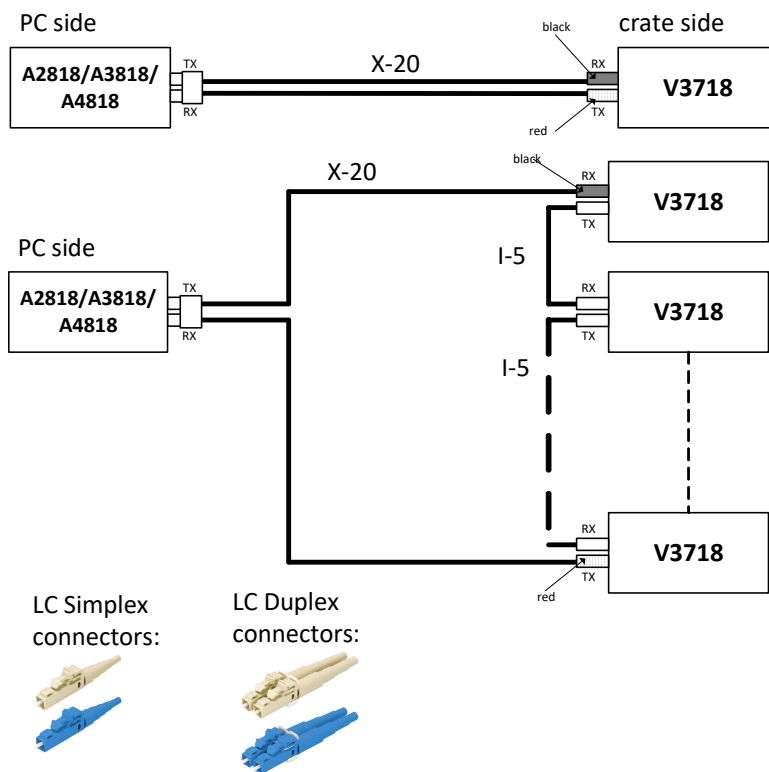 PC side
crate side
A2818/A3818/
A4818
TX
RX
X-20
black
RX
TX
red
V3718
X-20
black
RX
TX
V3718
I-5
PC side
A2818/A3818/
A4818
TX
RX
RX
TX
V3718
I-5
RX
TX
red
V3718
LC Simplex
connectors:
LC Duplex
connectors: